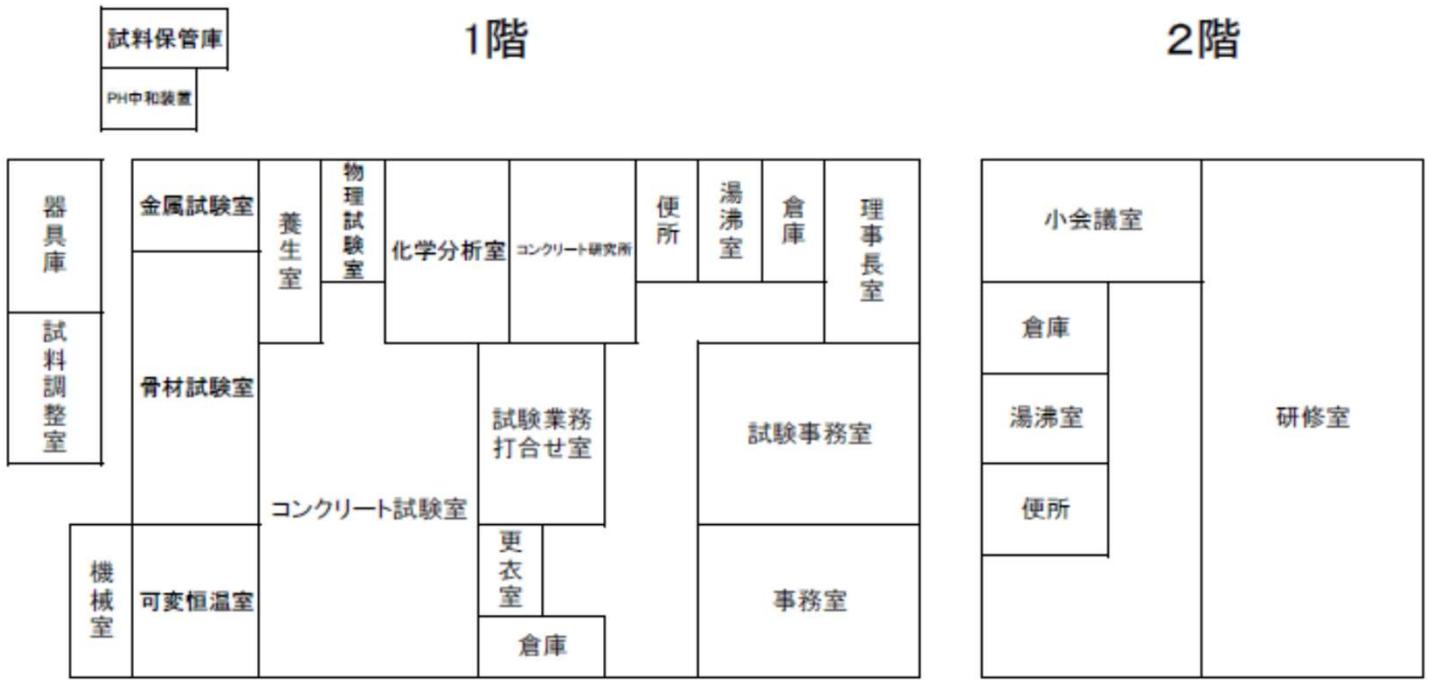 試料保管庫
1階
2階
PH中和装置
器具庫
金属試験室
養生室
物理試験室
化学分析室
コンクリート研究所
便所
湯沸室
倉庫
理事長室
小会議室
試料調整室
骨材試験室
コンクリート試験室
試験業務
打合せ室
試験事務室
倉庫
湯沸室
便所
研修室
機械室
可変恒温室
更衣室
倉庫
事務室